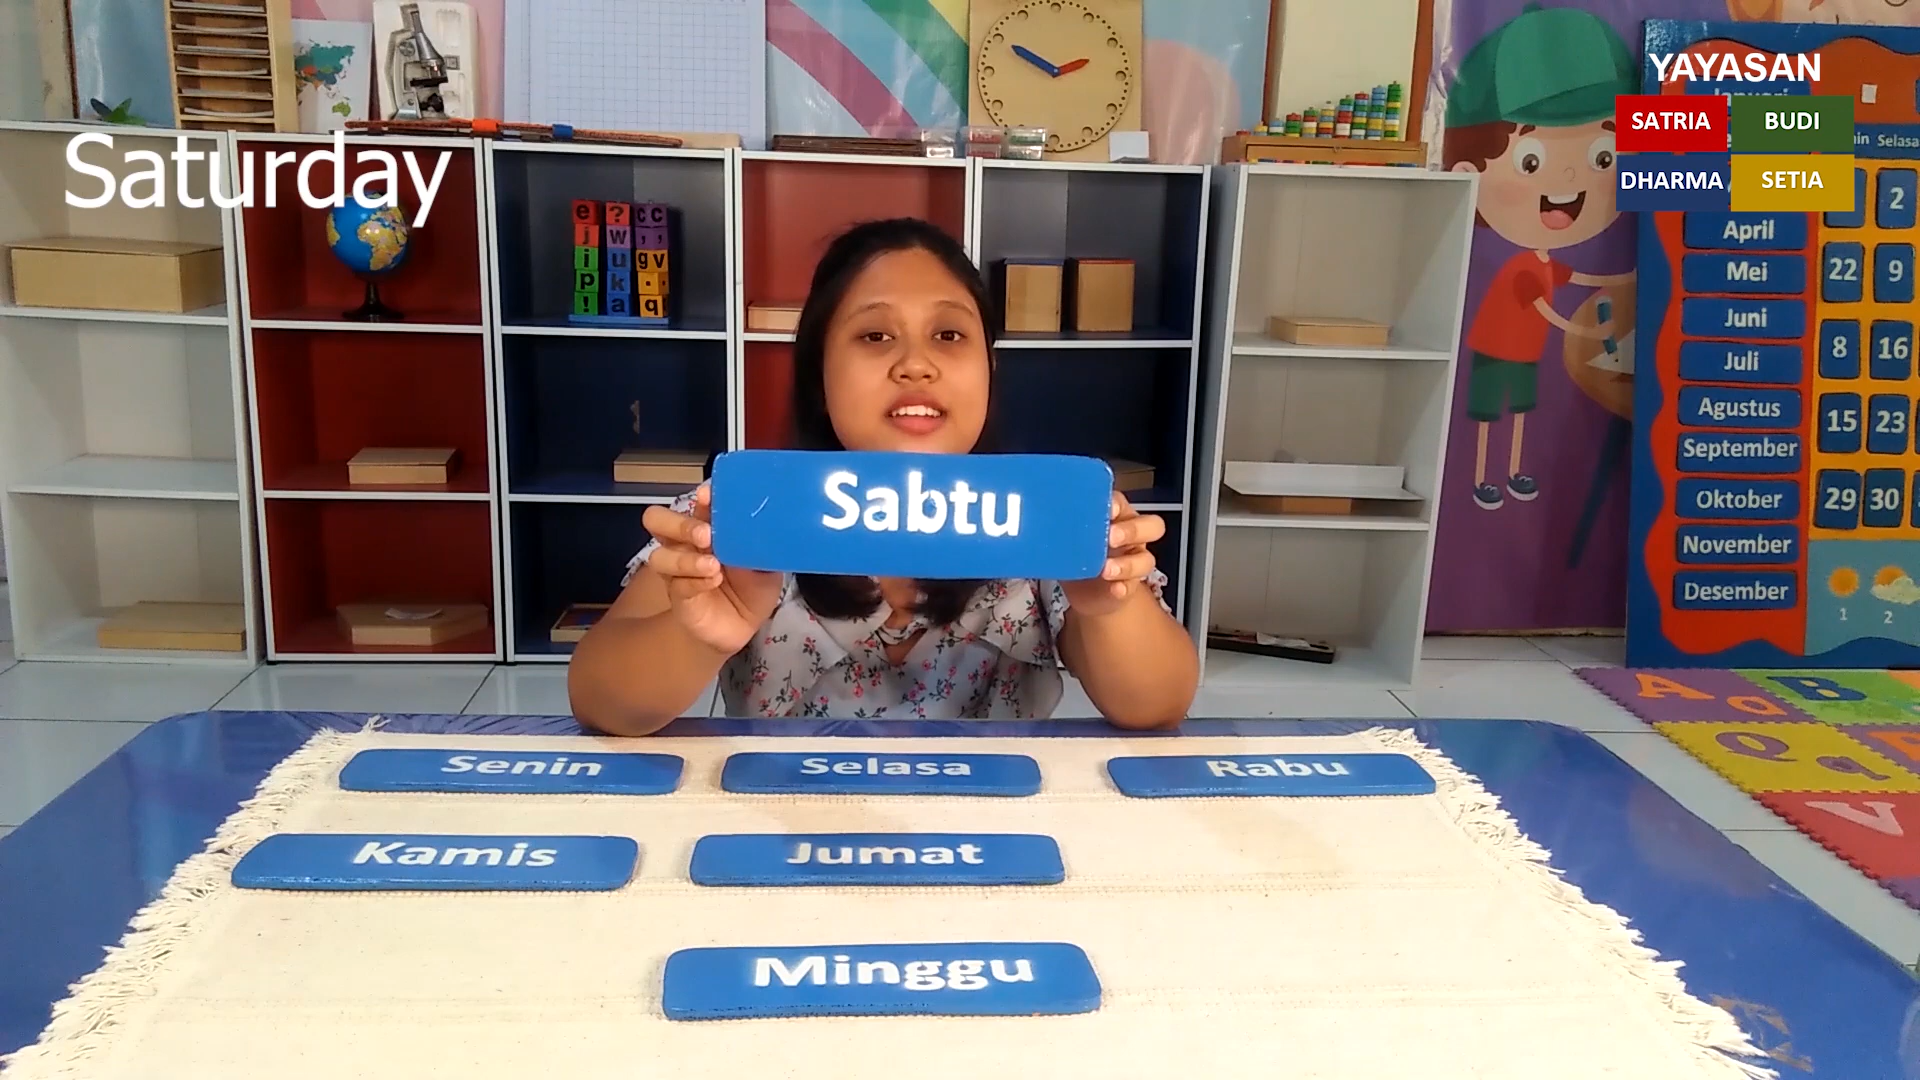 Saturday
YAYASAN
SATRIA BUDI
DHARMA SETIA
Selasa
April
Mei
Juni
Juli
Agustus
September
Oktober
November
Desember
2
22 9
8 16
15 23
29 30
1 2
e ? c c
j w , ,
i u g v
p k . .
! a q
Sabtu
Senin Selasa Rabu
Kamis Jumat
Minggu
A a B
Q q
V